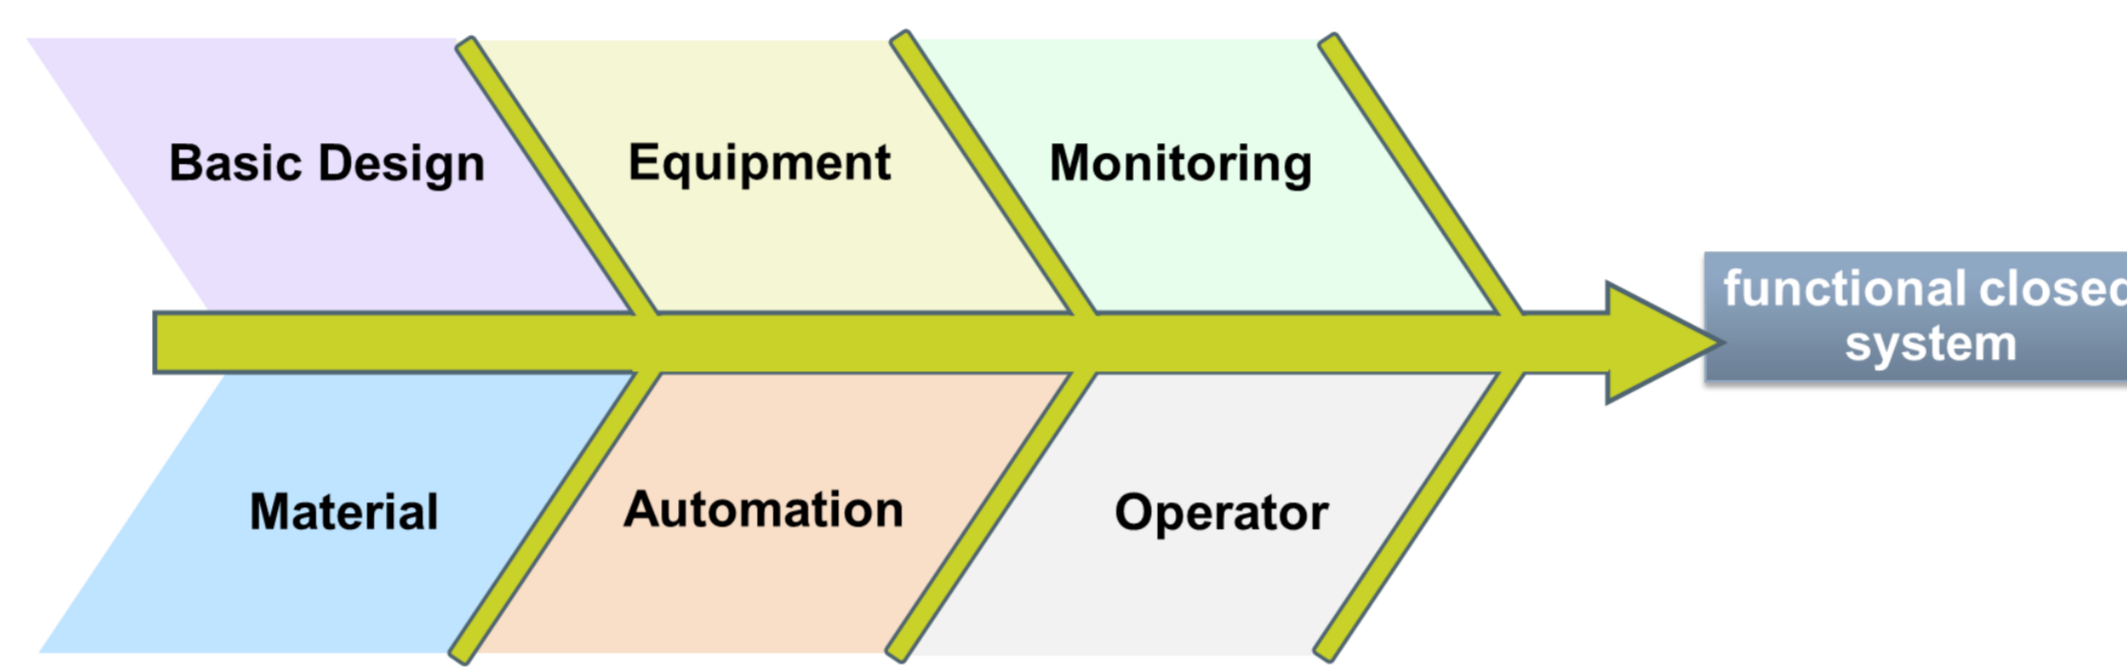 Basic Design
Equipment
Monitoring
functional closed
system
Material
Automation
Operator